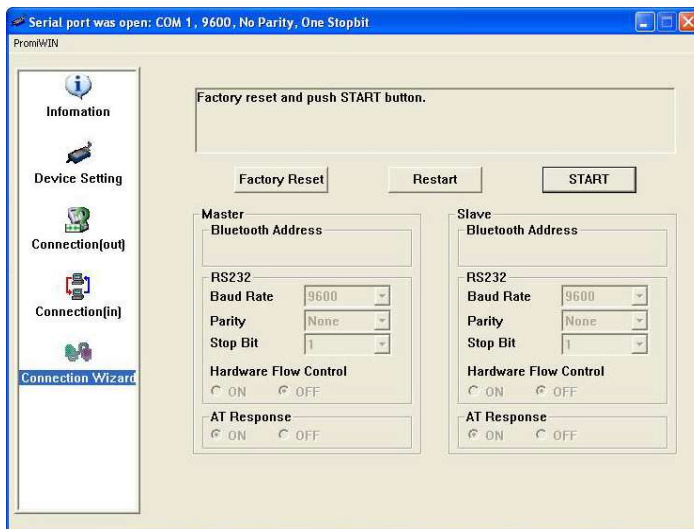 Serial port was open: COM 1, 9600, No Parity, One Stopbit
PromiWIN
Infomation
Device Setting
Connection(out)
Connection(in)
Connection Wizard
Factory reset and push START button.
Factory Reset
Restart
START
Master
Bluetooth Address
RS232
Baud Rate 9600
Parity None
Stop Bit 1
Hardware Flow Control
ON OFF
AT Response
ON OFF
Slave
Bluetooth Address
RS232
Baud Rate 9600
Parity None
Stop Bit 1
Hardware Flow Control
ON OFF
AT Response
ON OFF